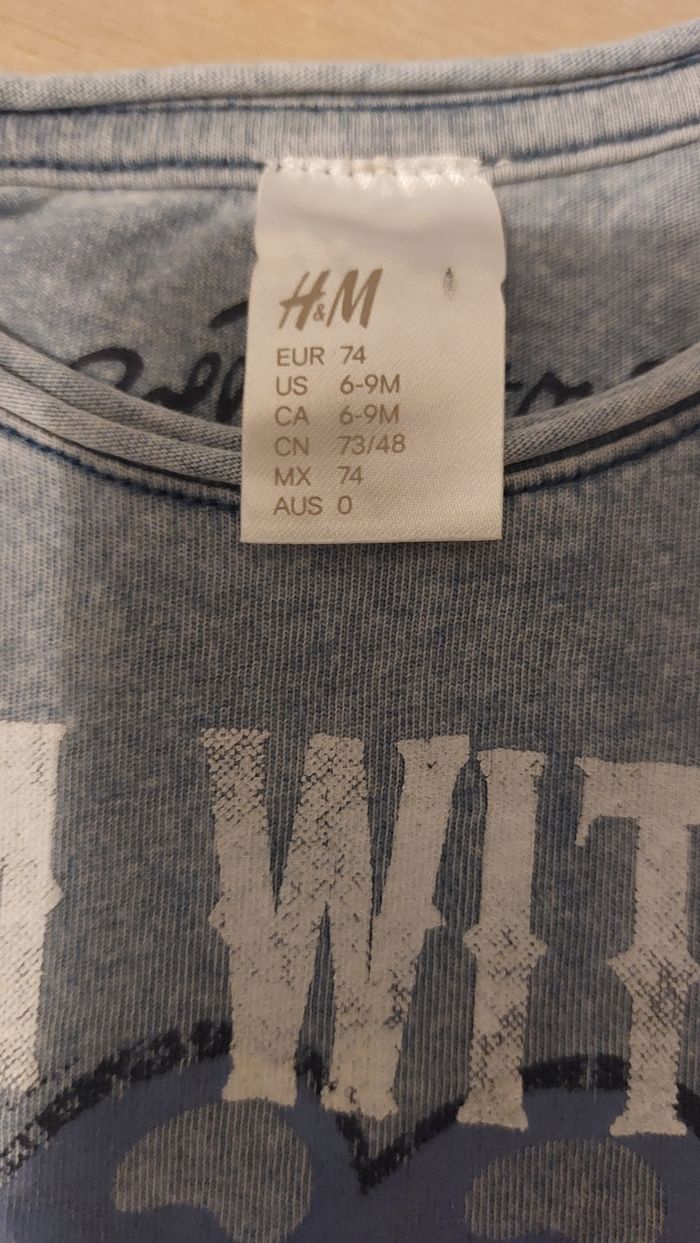 H&M
EUR 74
US 6-9M
CA 6-9M
CN 73/48
MX 74
AUS 0
WIT